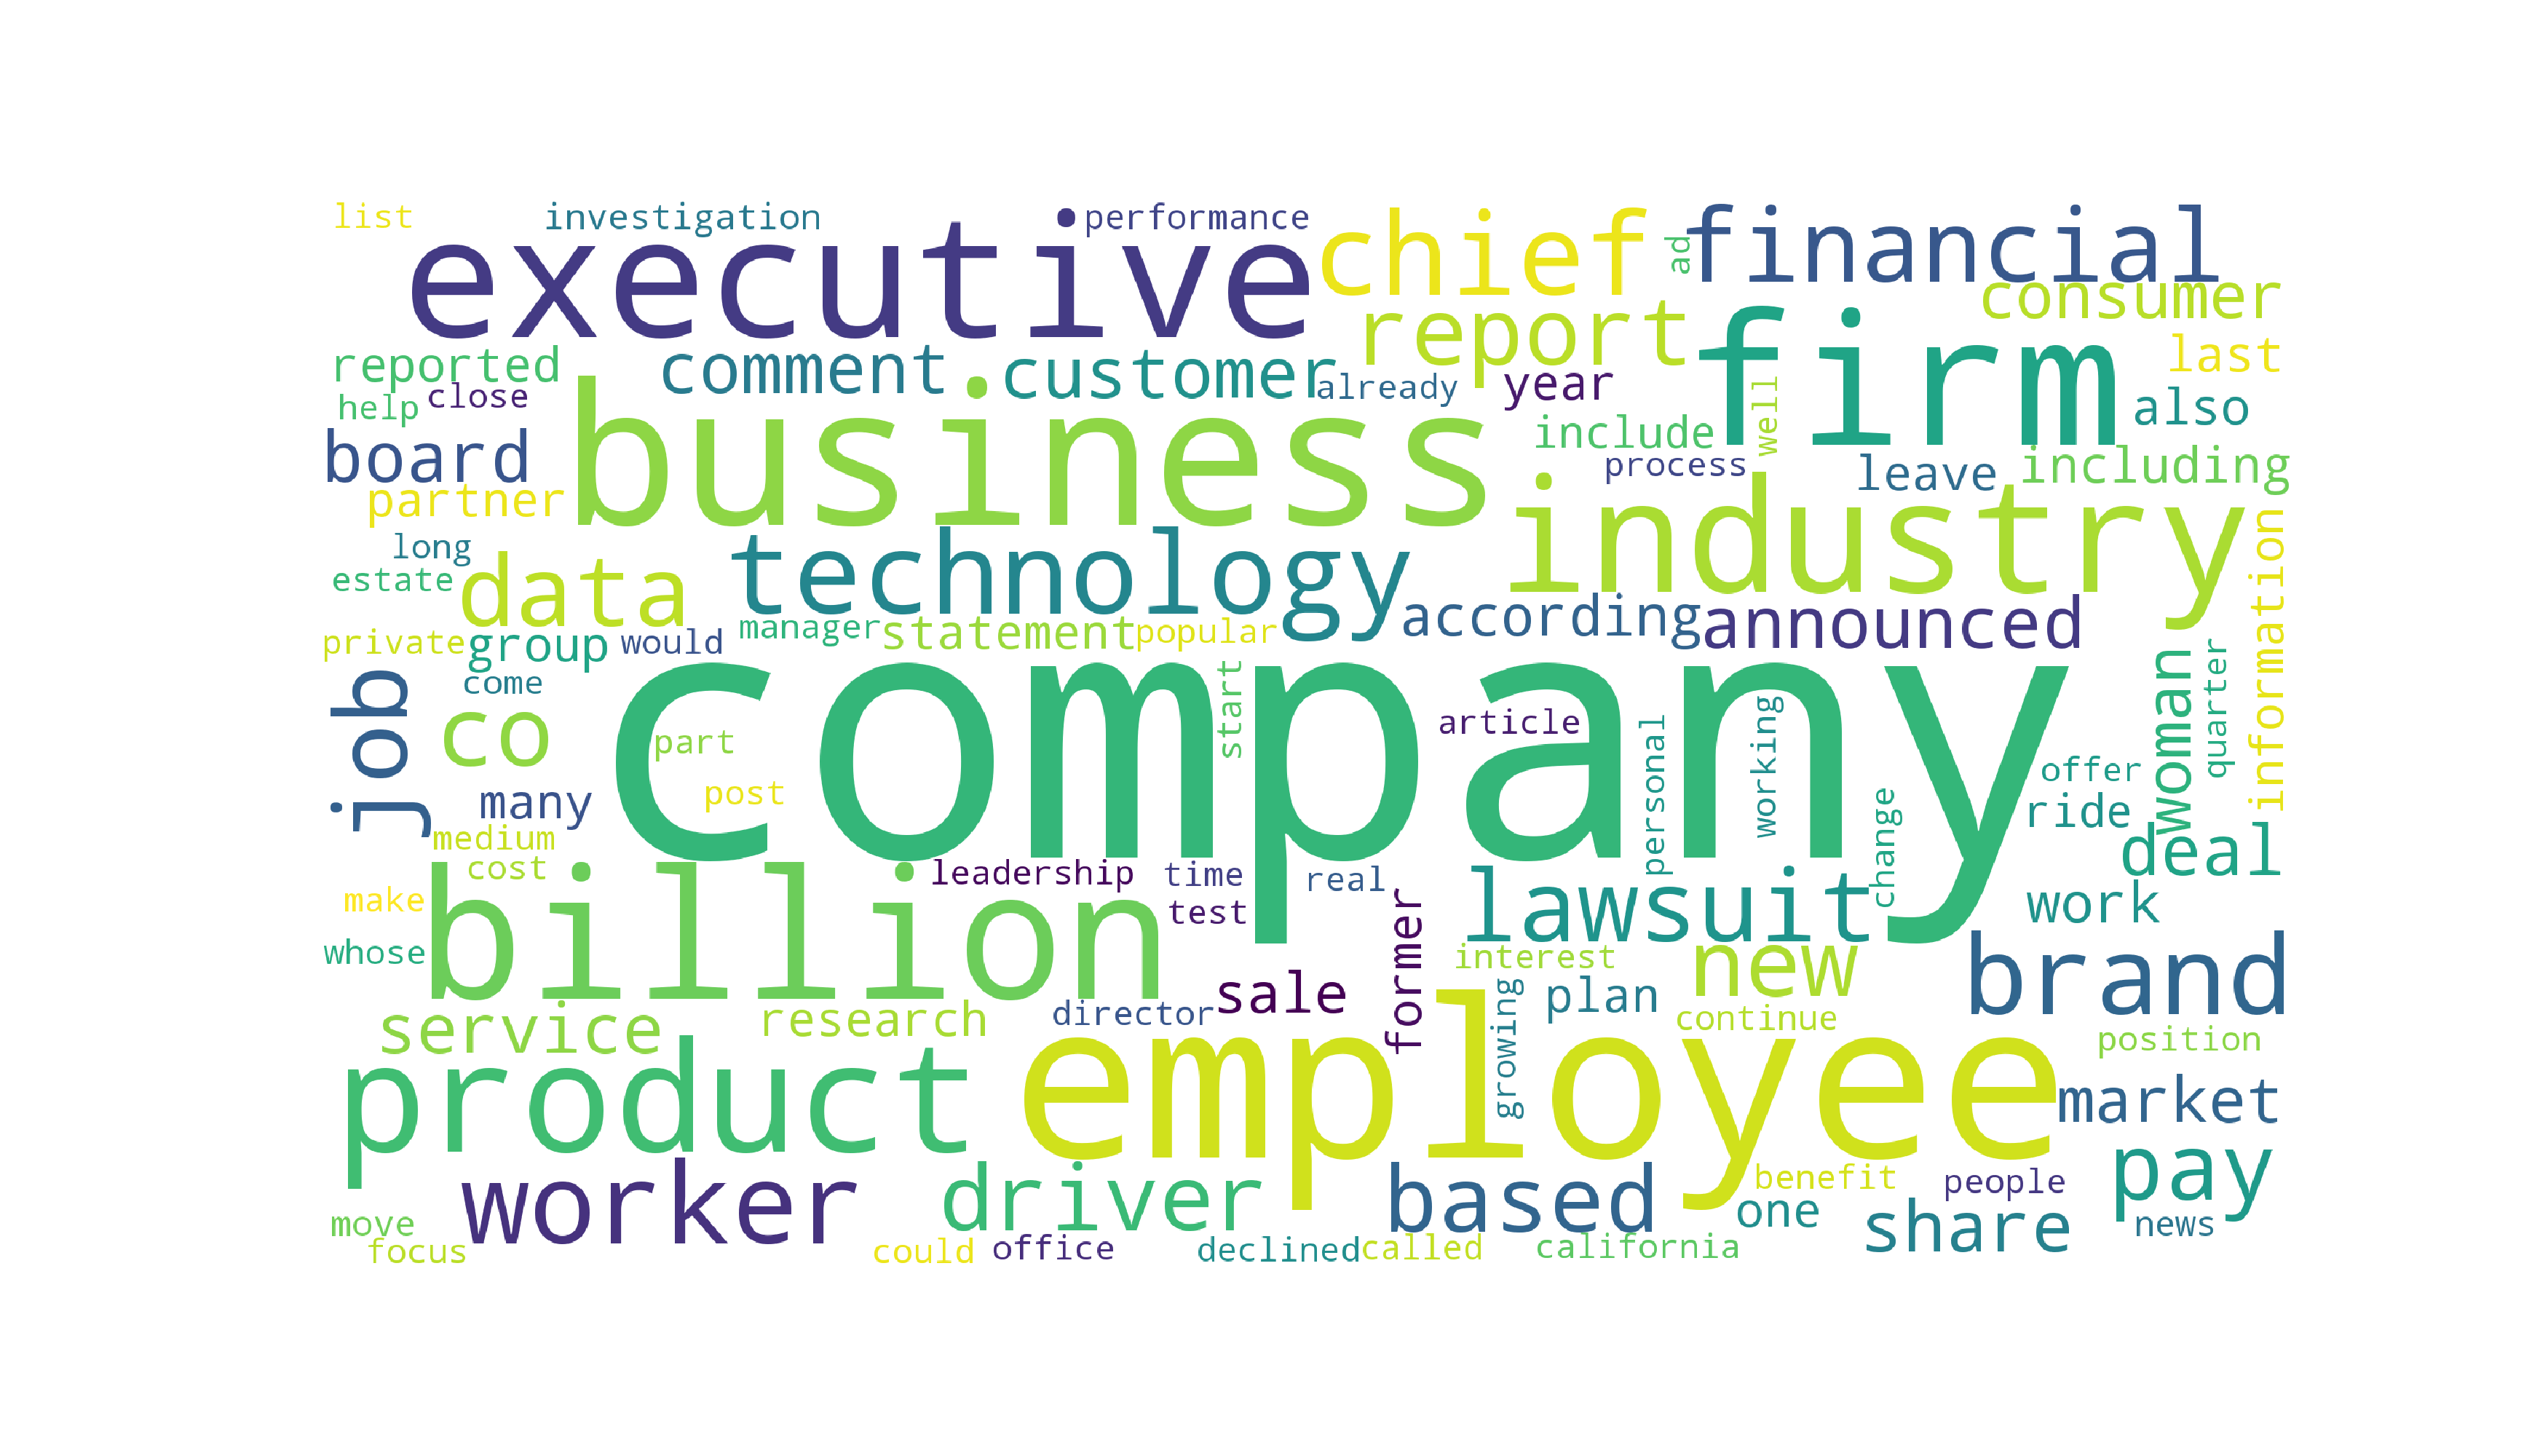 list
investigation
performance
executive
chief
ad
financial
consumer
report
firm
reported
comment
customer
already
year
last
help
close
well
also
board
business
include
process
leave
including
partner
industry
long
technology
estate
data
according
announced
information
private
group
would
manager
statement
popular
come
company
woman
quarter
job
co
part
start
article
personal
working
offer
many
post
change
ride
medium
cost
deal
make
billion
leadership
time
real
lawsuit
work
test
former
whose
interest
new
brand
service
research
director
sale
growing
plan
continue
position
product
employee
market
worker
driver
based
benefit
people
pay
move
one
share
news
focus
could
office
declined
called
california